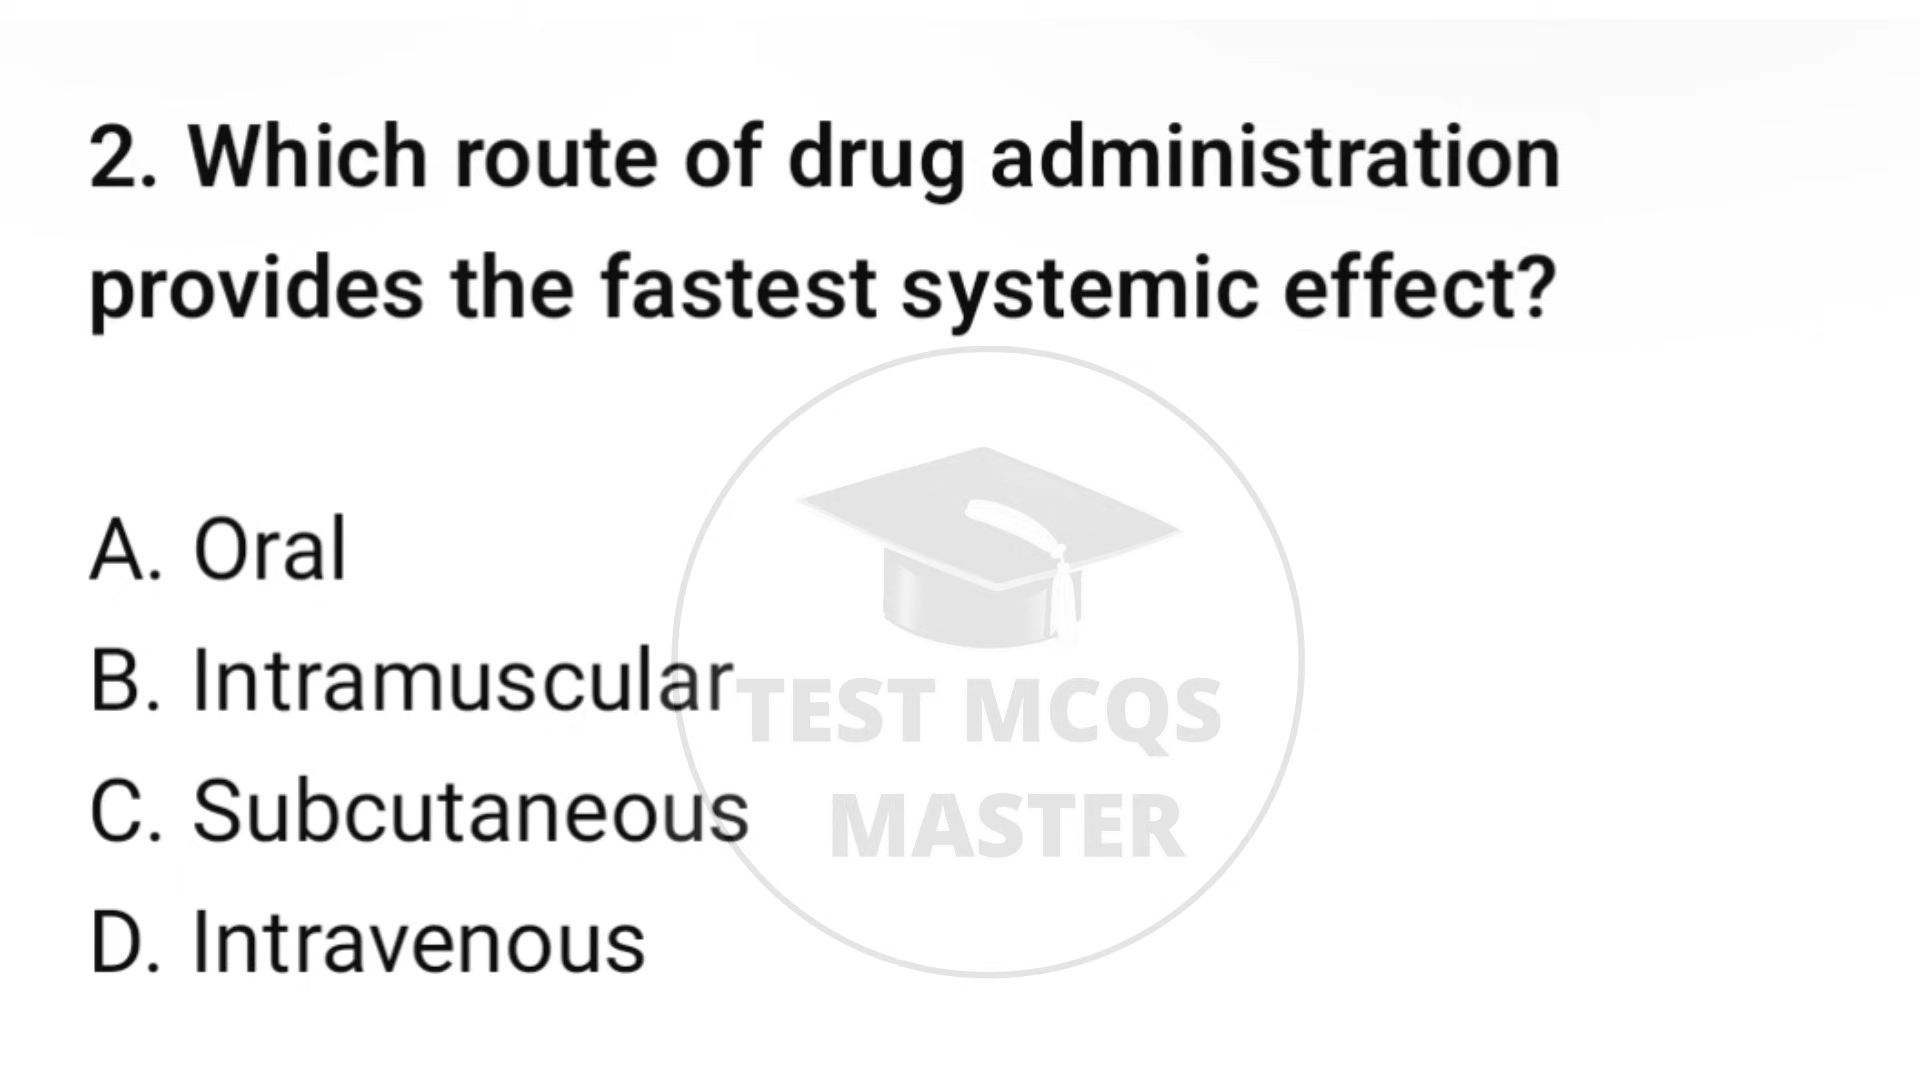 2. Which route of drug administration
provides the fastest systemic effect?
A. Oral
B. Intramuscular
C. Subcutaneous
D. Intravenous
TEST MCQS
MASTER